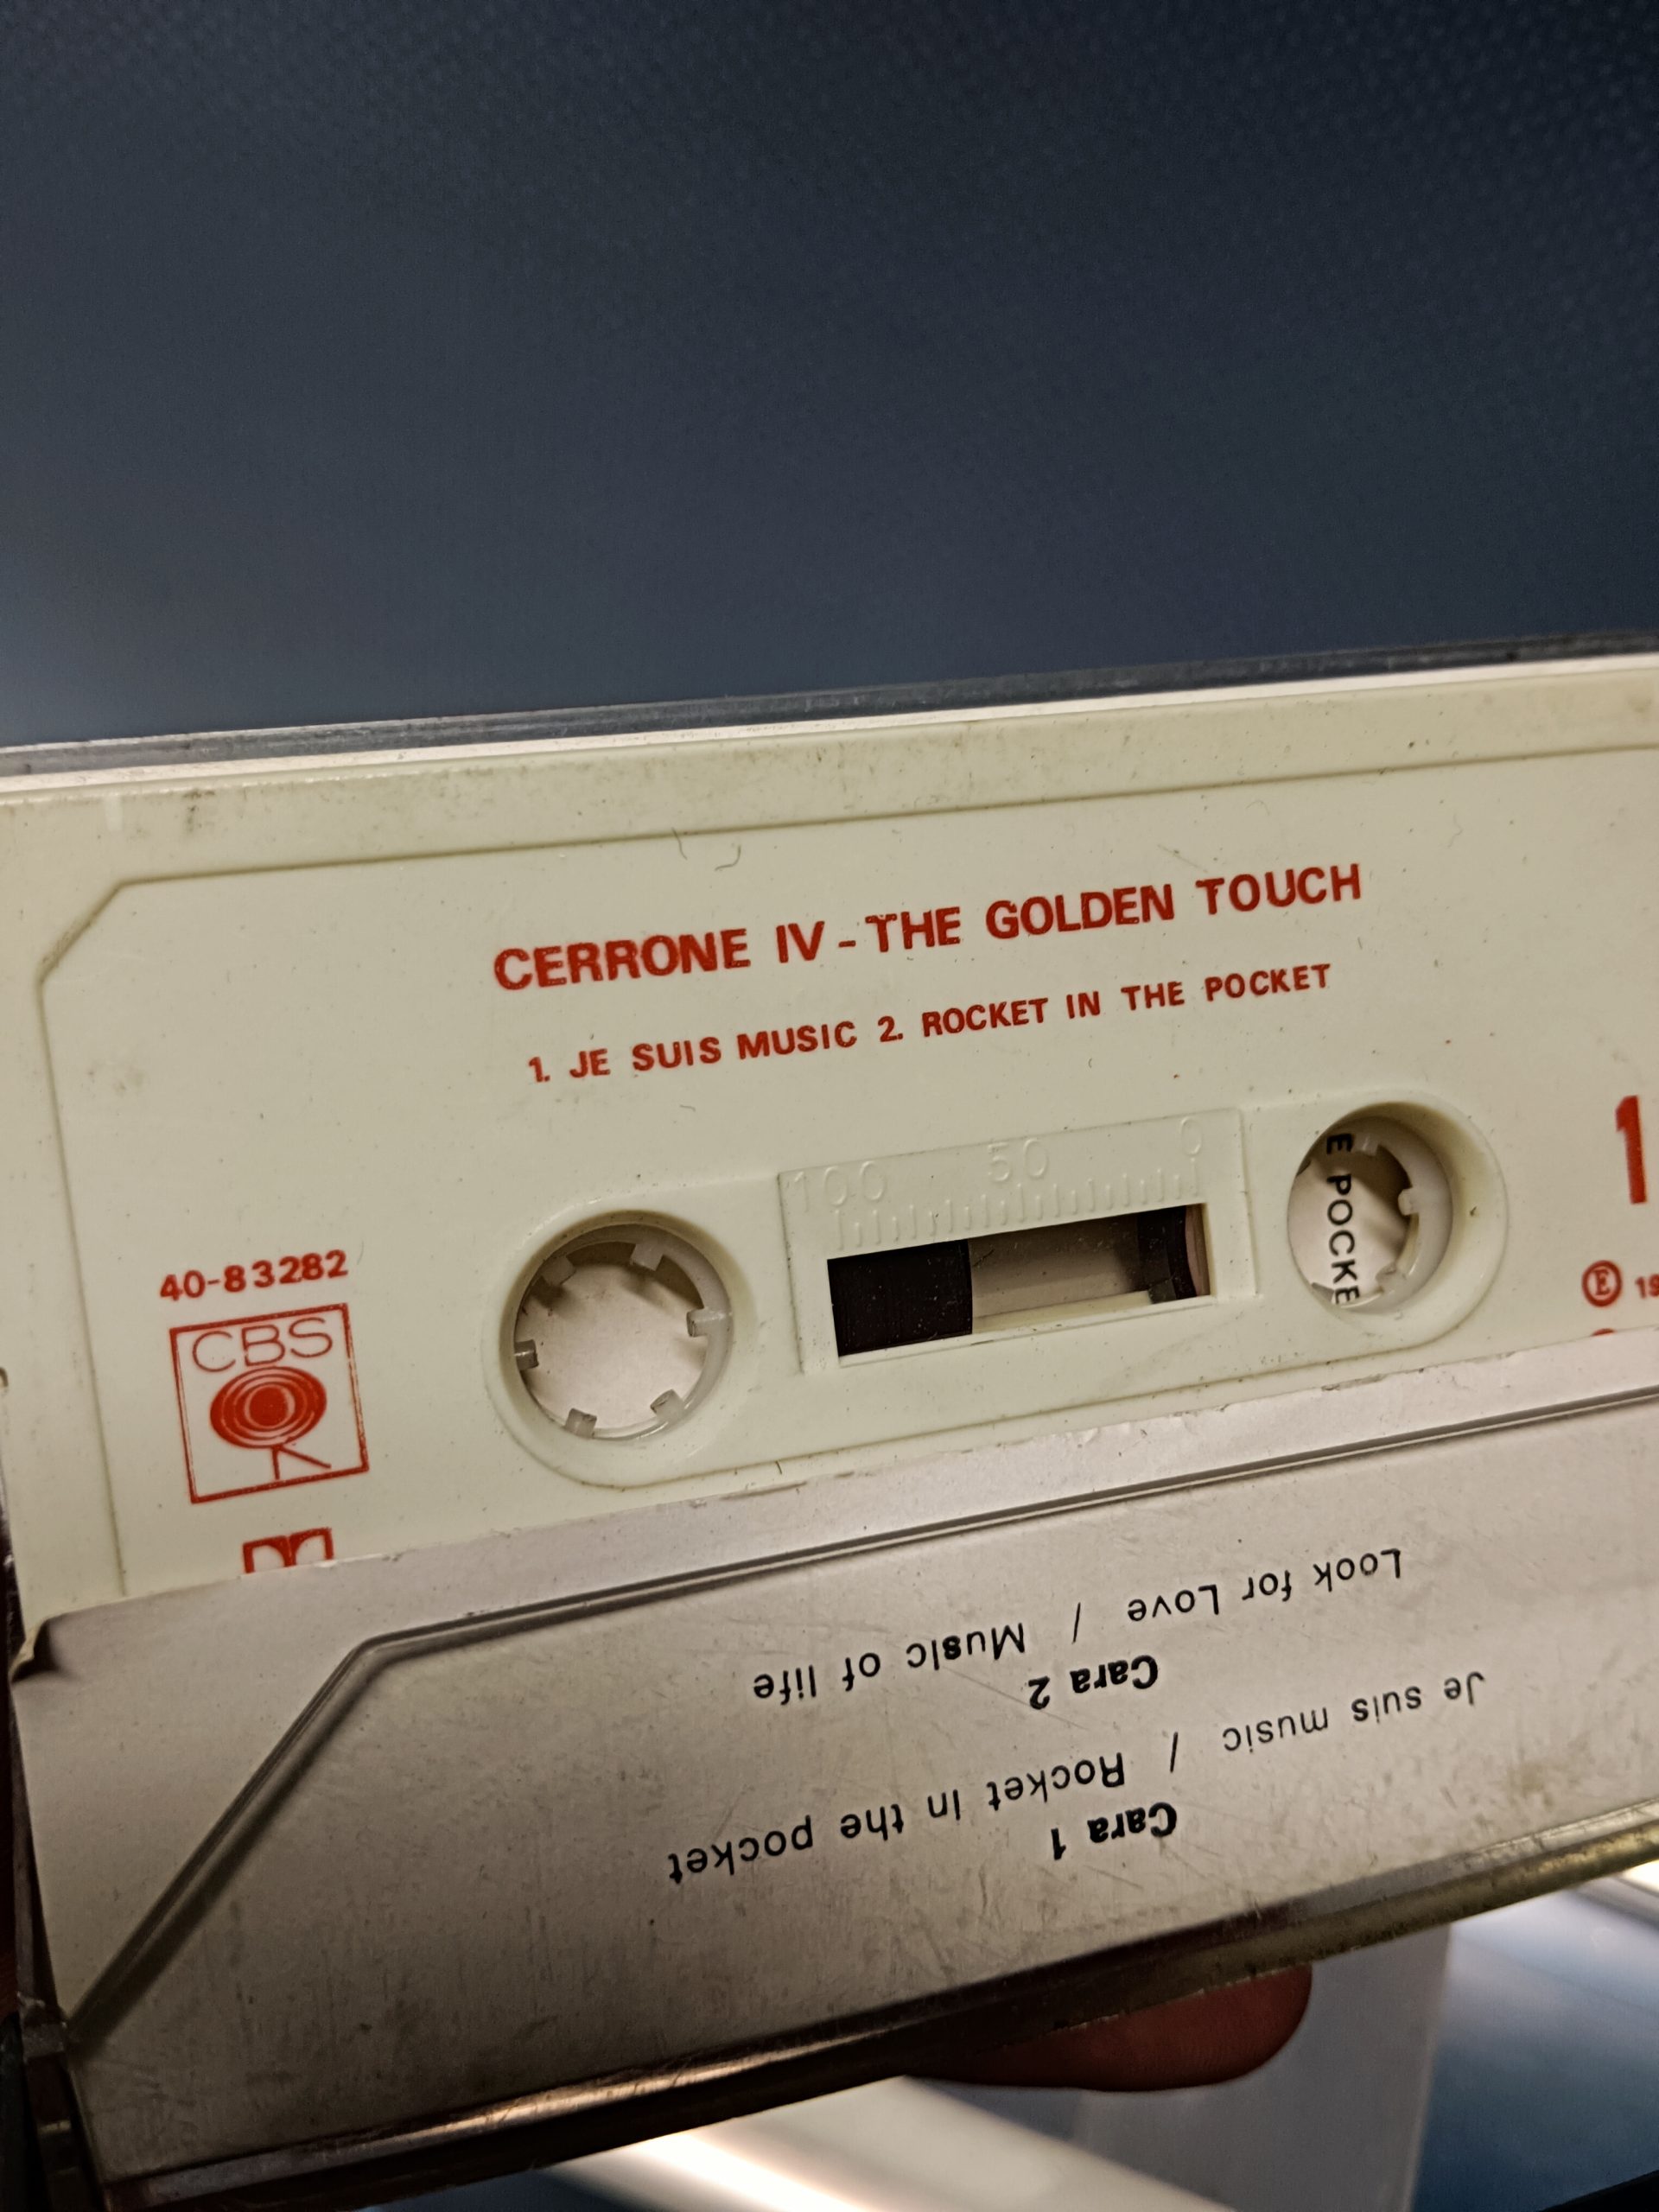 CERRONE IV - THE GOLDEN TOUCH
1. JE SUIS MUSIC 2. ROCKET IN THE POCKET
100 50 0
E POCKE
1
40-83282
CBS
Ⓔ 19
Cara 1
Je suis music / Rocket in the pocket
Cara 2
Look for Love / Music of life